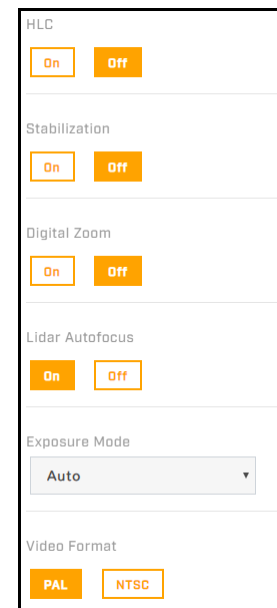 HLC
On Off
Stabilization
On Off
Digital Zoom
On Off
Lidar Autofocus
On Off
Exposure Mode
Auto
Video Format
PAL NTSC